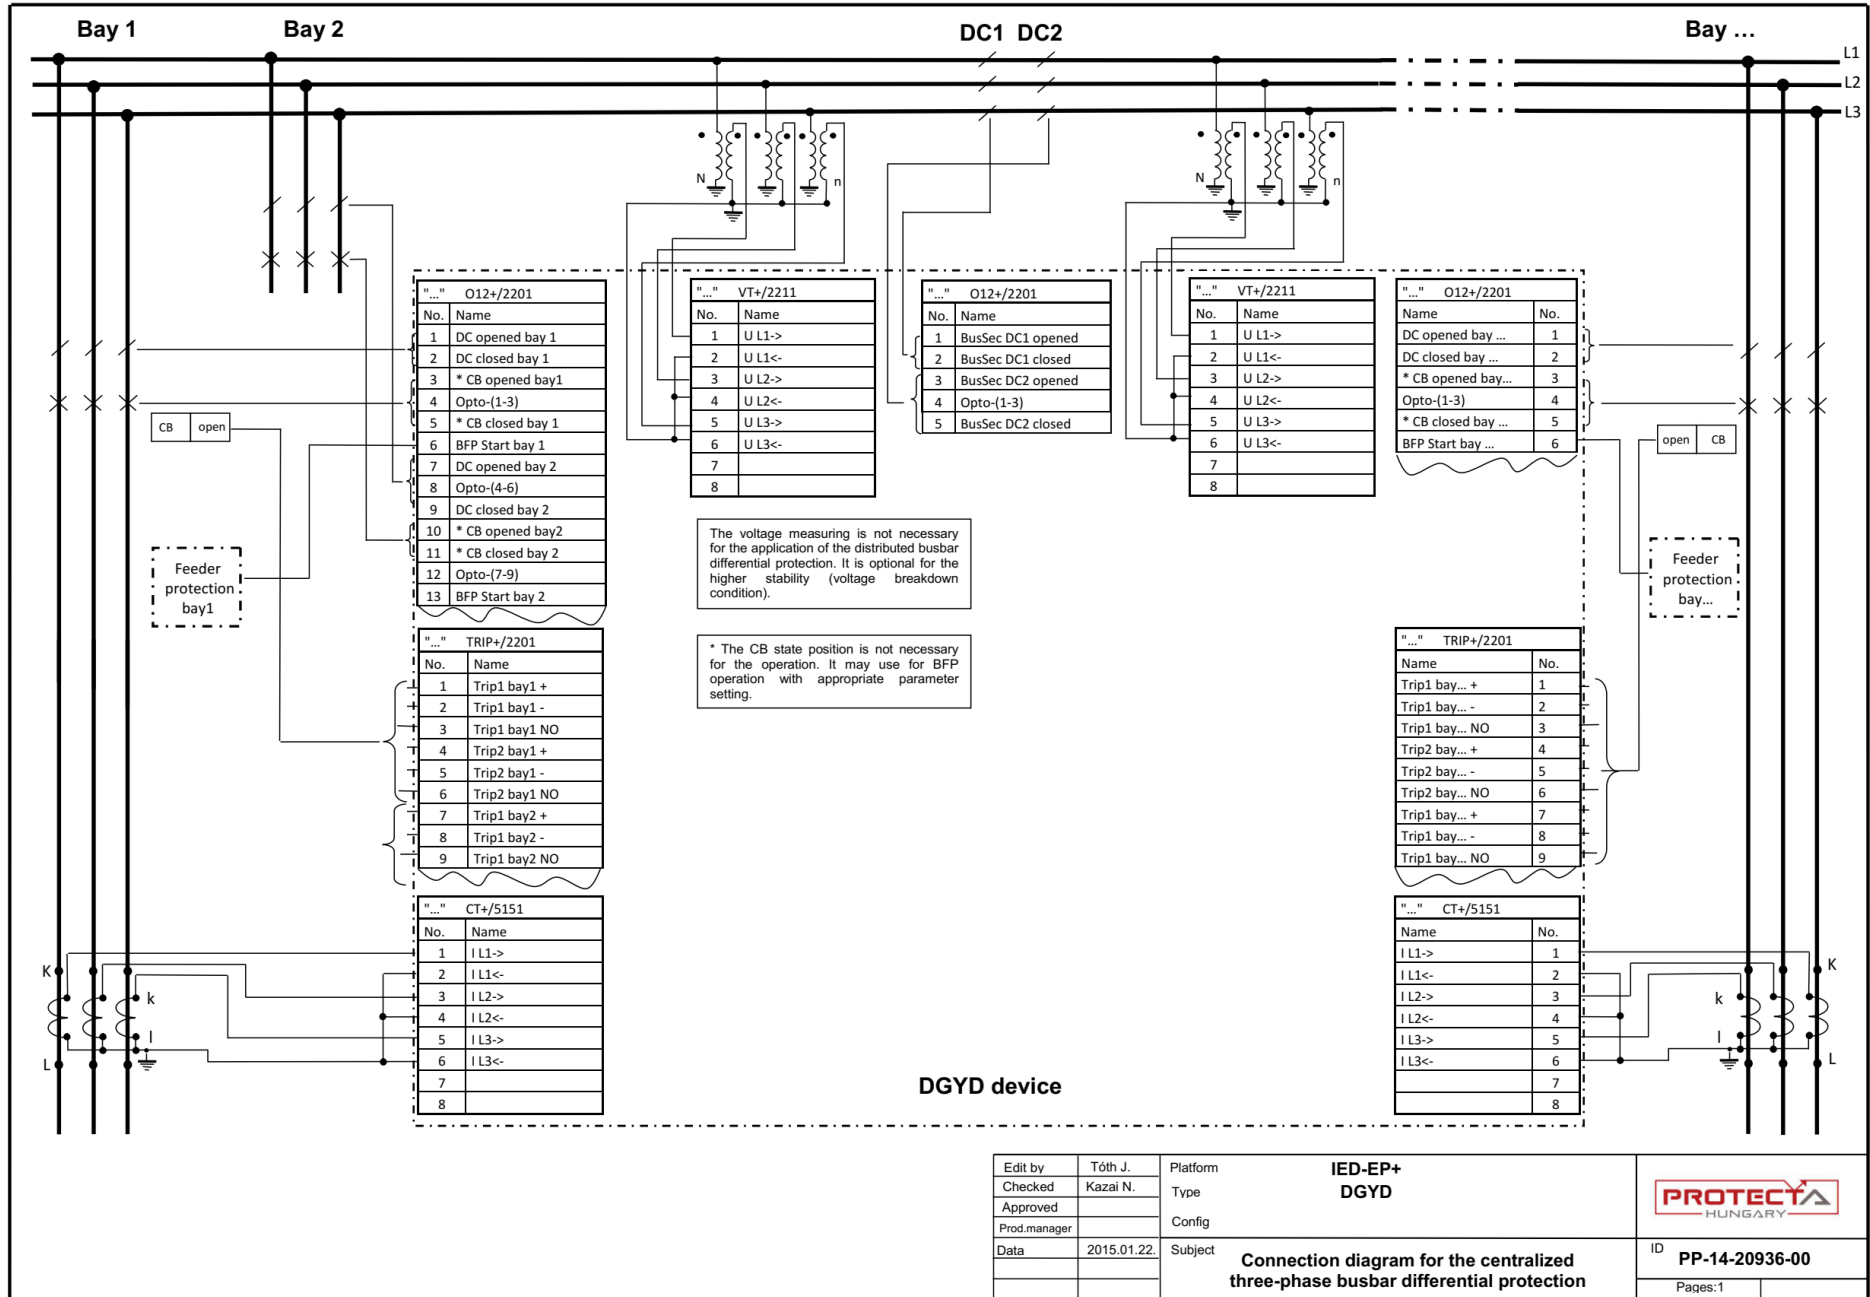 Bay 1
Bay 2
DC1 DC2
Bay ...
L1
L2
L3
N
n
N
n
"..." O12+/2201
No. Name
1 DC opened bay 1
2 DC closed bay 1
3 * CB opened bay1
4 Opto-(1-3)
5 * CB closed bay 1
6 BFP Start bay 1
7 DC opened bay 2
8 Opto-(4-6)
9 DC closed bay 2
10 * CB opened bay2
11 * CB closed bay 2
12 Opto-(7-9)
13 BFP Start bay 2
"..." VT+/2211
No. Name
1 U L1->
2 U L1<-
3 U L2->
4 U L2<-
5 U L3->
6 U L3<-
7
8
"..." O12+/2201
No. Name
1 BusSec DC1 opened
2 BusSec DC1 closed
3 BusSec DC2 opened
4 Opto-(1-3)
5 BusSec DC2 closed
"..." VT+/2211
No. Name
1 U L1->
2 U L1<-
3 U L2->
4 U L2<-
5 U L3->
6 U L3<-
7
8
"..." O12+/2201
Name No.
DC opened bay ... 1
DC closed bay ... 2
* CB opened bay... 3
Opto-(1-3) 4
* CB closed bay ... 5
BFP Start bay ... 6
CB open
open CB
Feeder
protection
bay1
Feeder
protection
bay...
The voltage measuring is not necessary
for the application of the distributed busbar
differential protection. It is optional for the
higher stability (voltage breakdown
condition).
* The CB state position is not necessary
for the operation. It may use for BFP
operation with appropriate parameter
setting.
"..." TRIP+/2201
No. Name
1 Trip1 bay1 +
2 Trip1 bay1 -
3 Trip1 bay1 NO
4 Trip2 bay1 +
5 Trip2 bay1 -
6 Trip2 bay1 NO
7 Trip1 bay2 +
8 Trip1 bay2 -
9 Trip1 bay2 NO
"..." TRIP+/2201
Name No.
Trip1 bay... + 1
Trip1 bay... - 2
Trip1 bay... NO 3
Trip2 bay... + 4
Trip2 bay... - 5
Trip2 bay... NO 6
Trip1 bay... + 7
Trip1 bay... - 8
Trip1 bay... NO 9
"..." CT+/5151
No. Name
1 I L1->
2 I L1<-
3 I L2->
4 I L2<-
5 I L3->
6 I L3<-
7
8
"..." CT+/5151
Name No.
I L1-> 1
I L1<- 2
I L2-> 3
I L2<- 4
I L3-> 5
I L3<- 6
7
8
K
k
l
L
K
k
l
L
DGYD device
Edit by Tóth J.
Checked Kazai N.
Approved
Prod.manager
Data 2015.01.22.
Platform IED-EP+
Type DGYD
Config
Subject Connection diagram for the centralized
three-phase busbar differential protection
PROTECTA
HUNGARY
ID PP-14-20936-00
Pages:1